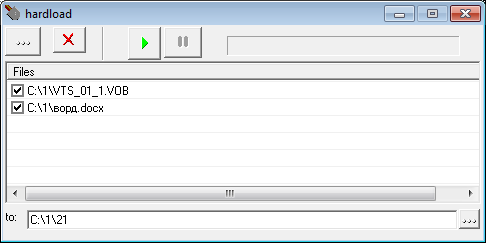 hardload
...
Files
C:\1\VTS_01_1.VOB
C:\1\ворд.docx
to: C:\1\21 ...